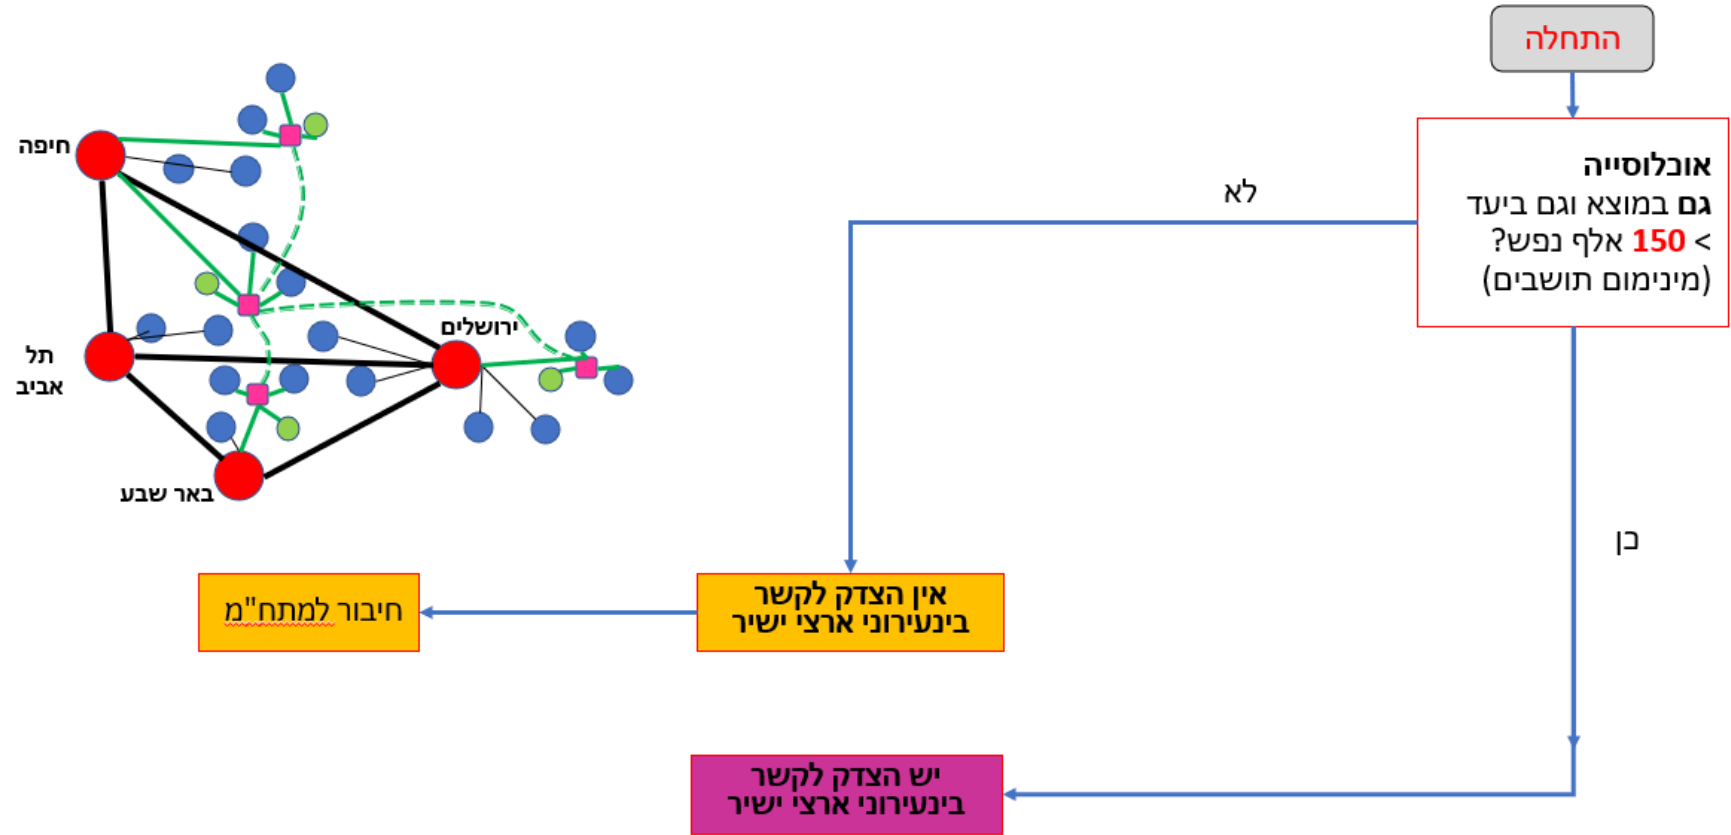 התחלה
אוכלוסייה
גם במוצא וגם ביעד
> 150 אלף נפש?
(מינימום תושבים)
לא
כן
חיפה
ירושלים
תל
אביב
באר שבע
אין הצדק לקשר
בינעירוני ארצי ישיר
חיבור למתח"מ
יש הצדק לקשר
בינעירוני ארצי ישיר